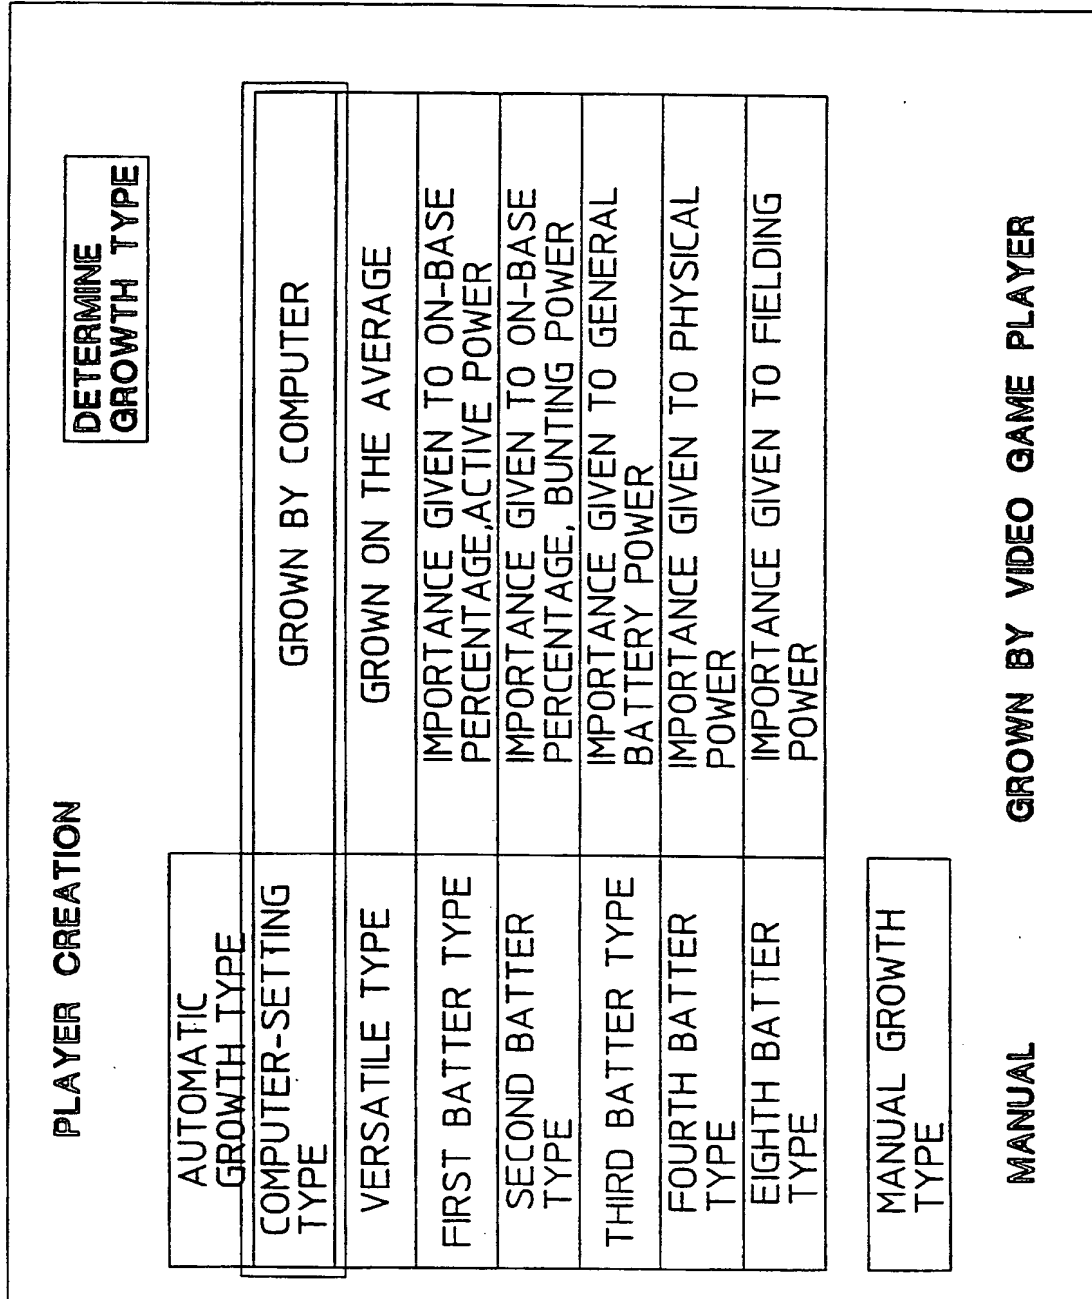 PLAYER CREATION
DETERMINE
GROWTH TYPE
AUTOMATIC
GROWTH TYPE
COMPUTER-SETTING
TYPE
GROWN BY COMPUTER
VERSATILE TYPE
GROWN ON THE AVERAGE
FIRST BATTER TYPE
IMPORTANCE GIVEN TO ON-BASE
PERCENTAGE,ACTIVE POWER
SECOND BATTER
TYPE
IMPORTANCE GIVEN TO ON-BASE
PERCENTAGE, BUNTING POWER
THIRD BATTER TYPE
IMPORTANCE GIVEN TO GENERAL
BATTERY POWER
FOURTH BATTER
TYPE
IMPORTANCE GIVEN TO PHYSICAL
POWER
EIGHTH BATTER
TYPE
IMPORTANCE GIVEN TO FIELDING
POWER
MANUAL GROWTH
TYPE
MANUAL
GROWN BY VIDEO GAME PLAYER